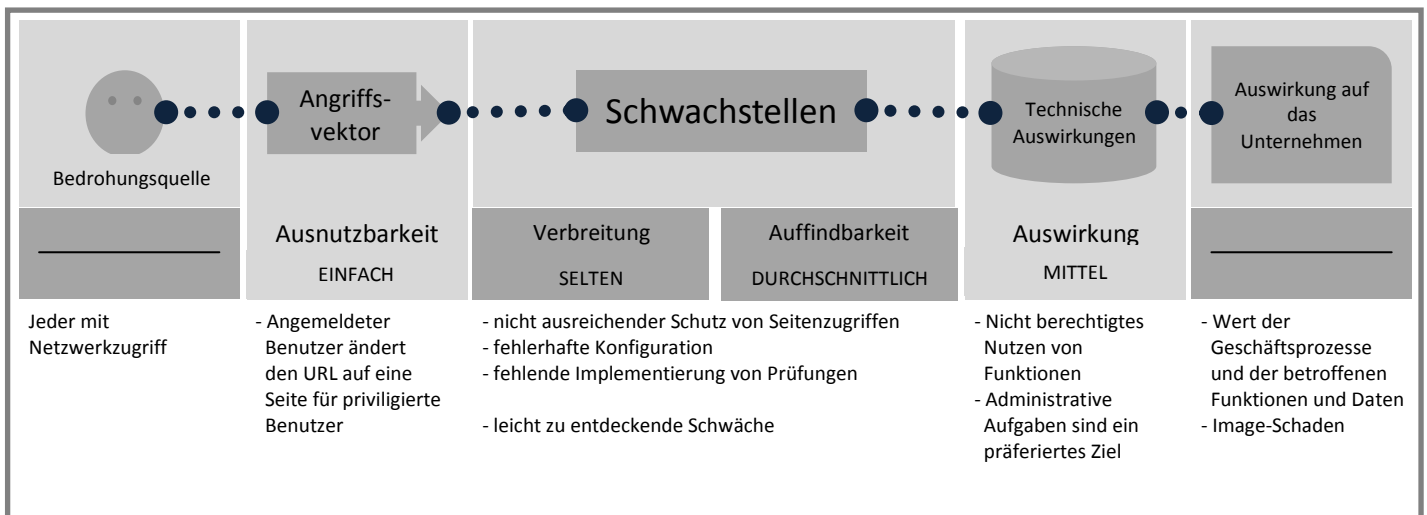 Bedrohungsquelle
Angriffs-
vektor
Schwachstellen
Technische
Auswirkungen
Auswirkung auf
das
Unternehmen
Ausnutzbarkeit
EINFACH
Verbreitung
SELTEN
Auffindbarkeit
DURCHSCHNITTLICH
Auswirkung
MITTEL
Jeder mit
Netzwerkzugriff
- Angemeldeter
Benutzer ändert
den URL auf eine
Seite für priviligierte
Benutzer
- nicht ausreichender Schutz von Seitenzugriffen
- fehlerhafte Konfiguration
- fehlende Implementierung von Prüfungen
- leicht zu entdeckende Schwäche
- Nicht berechtigtes
Nutzen von
Funktionen
- Administrative
Aufgaben sind ein
präferiertes Ziel
- Wert der
Geschäftsprozesse
und der betroffenen
Funktionen und Daten
- Image-Schaden